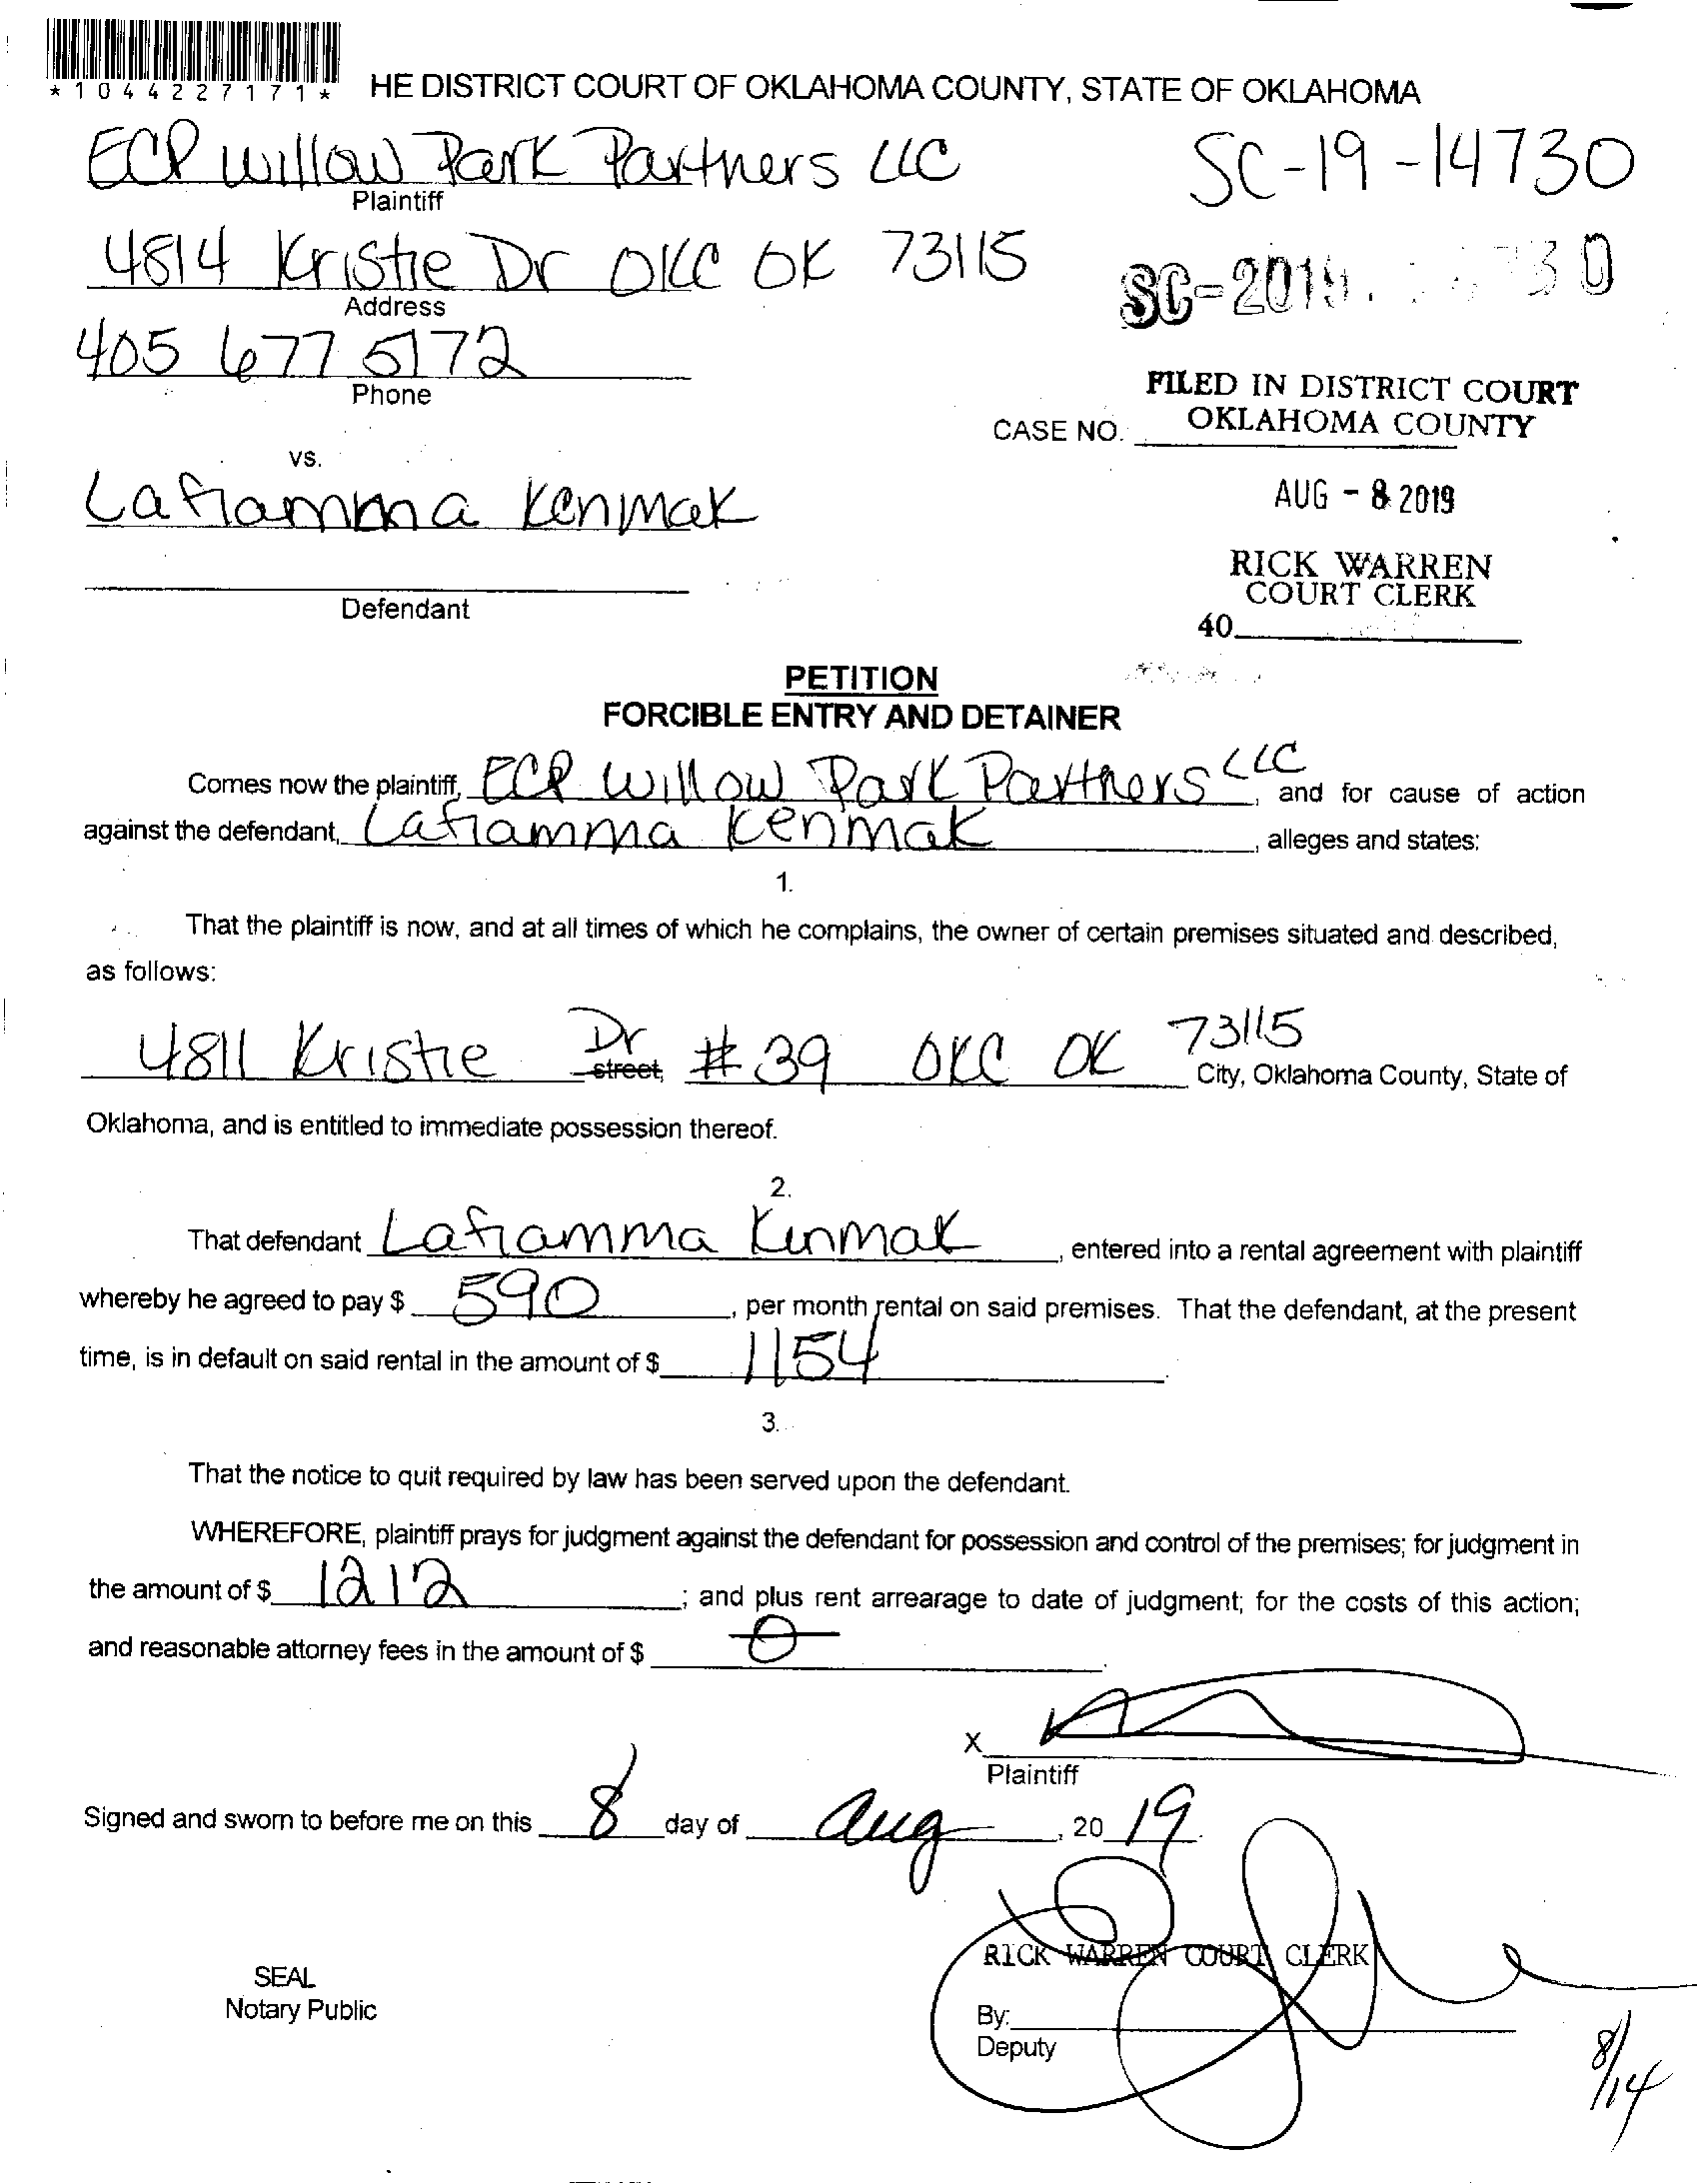 *1044227171*
HE DISTRICT COURT OF OKLAHOMA COUNTY, STATE OF OKLAHOMA
ECP Willow Park Partners LLC
Plaintiff
SC-19-14730
4814 Kristie Dr OKC OK 73115
Address
SC-2019 30
405 677 5172
Phone
FILED IN DISTRICT COURT
OKLAHOMA COUNTY
CASE NO.
vs.
Lafiamma Kenmak
AUG - 8 2019
RICK WARREN
COURT CLERK
Defendant
40
PETITION
FORCIBLE ENTRY AND DETAINER
Comes now the plaintiff, ECP Willow Park Partners LLC, and for cause of action
against the defendant, Lafiamma Kenmak, alleges and states:
1.
That the plaintiff is now, and at all times of which he complains, the owner of certain premises situated and described,
as follows:
4811 Kristie Dr street, #39 OKC OK 73115 City, Oklahoma County, State of
Oklahoma, and is entitled to immediate possession thereof.
2.
That defendant Lafiamma Kenmak, entered into a rental agreement with plaintiff
whereby he agreed to pay $ 590, per month rental on said premises. That the defendant, at the present
time, is in default on said rental in the amount of $ 1154.
3.
That the notice to quit required by law has been served upon the defendant.
WHEREFORE, plaintiff prays for judgment against the defendant for possession and control of the premises; for judgment in
the amount of $ 1212; and plus rent arrearage to date of judgment; for the costs of this action;
and reasonable attorney fees in the amount of $ 0.
X
Plaintiff
Signed and sworn to before me on this 8 day of Aug, 20 19.
RICK WARREN COURT CLERK
SEAL
Notary Public
By:
Deputy
8/14